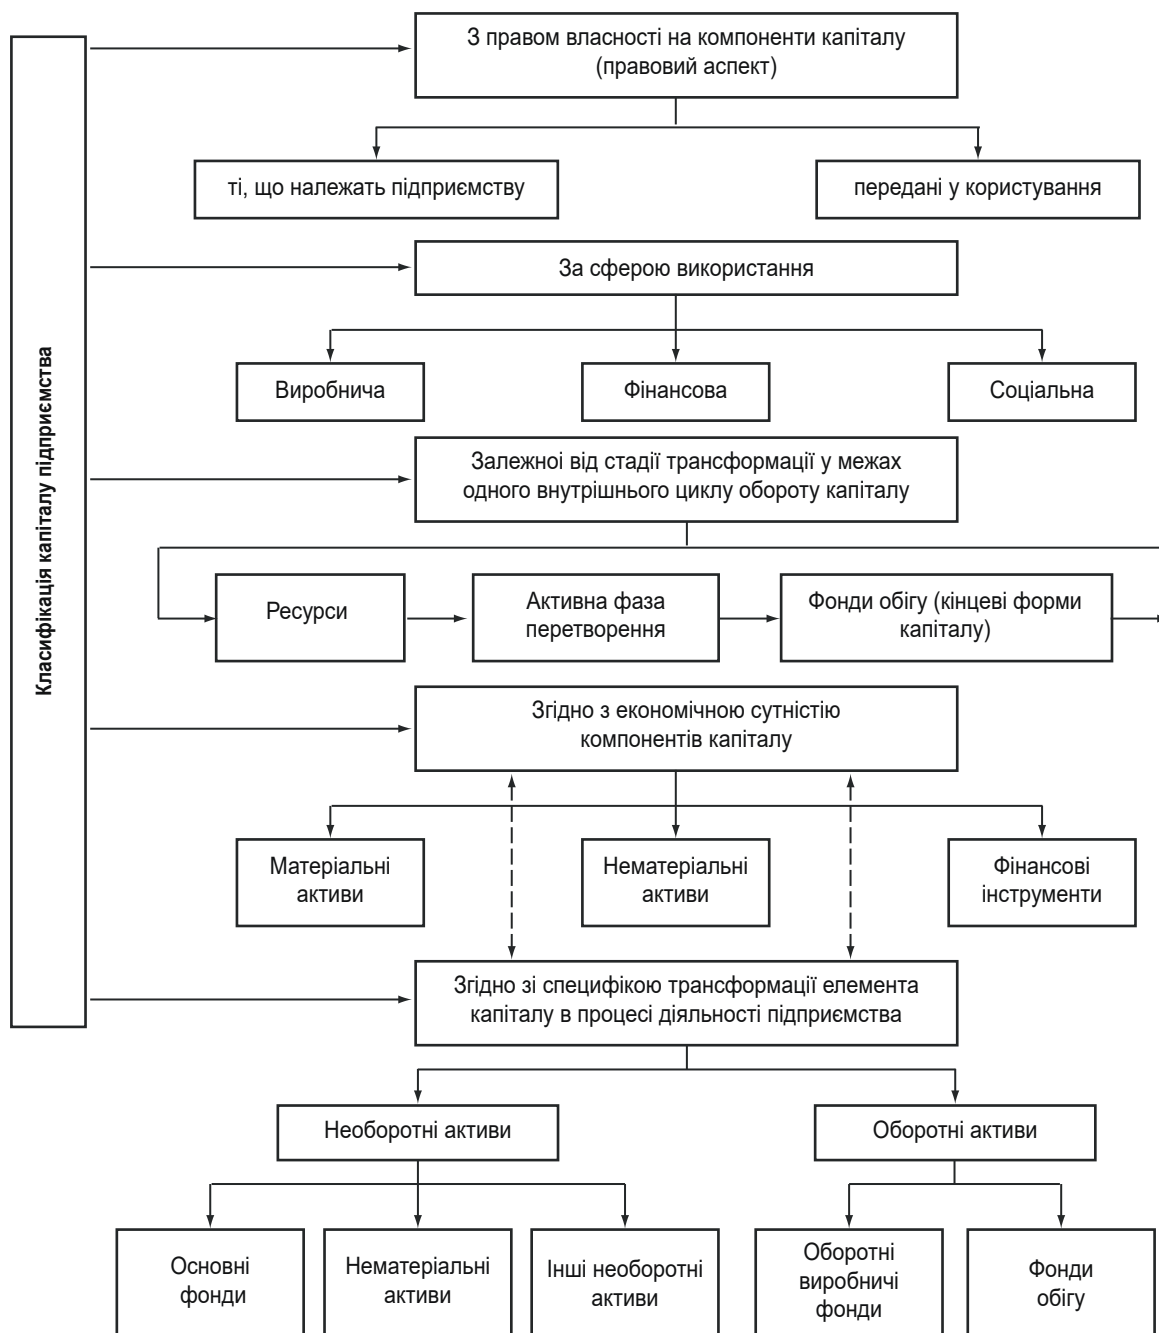 З правом власності на компоненти капіталу
(правовий аспект)
ті, що належать підприємству
передані у користування
За сферою використання
Виробнича
Фінансова
Соціальна
Класифікація капіталу підприємства
Залежноі від стадії трансформації у межах
одного внутрішнього циклу обороту капіталу
Ресурси
Активна фаза
перетворення
Фонди обігу (кінцеві форми
капіталу)
Згідно з економічною сутністію
компонентів капіталу
Матеріальні
активи
Нематеріальні
активи
Фінансові
інструменти
Згідно зі специфікою трансформації елемента
капіталу в процесі діяльності підприємства
Необоротні активи
Оборотні активи
Основні
фонди
Нематеріальні
активи
Інші необоротні
активи
Оборотні
виробничі
фонди
Фонди
обігу